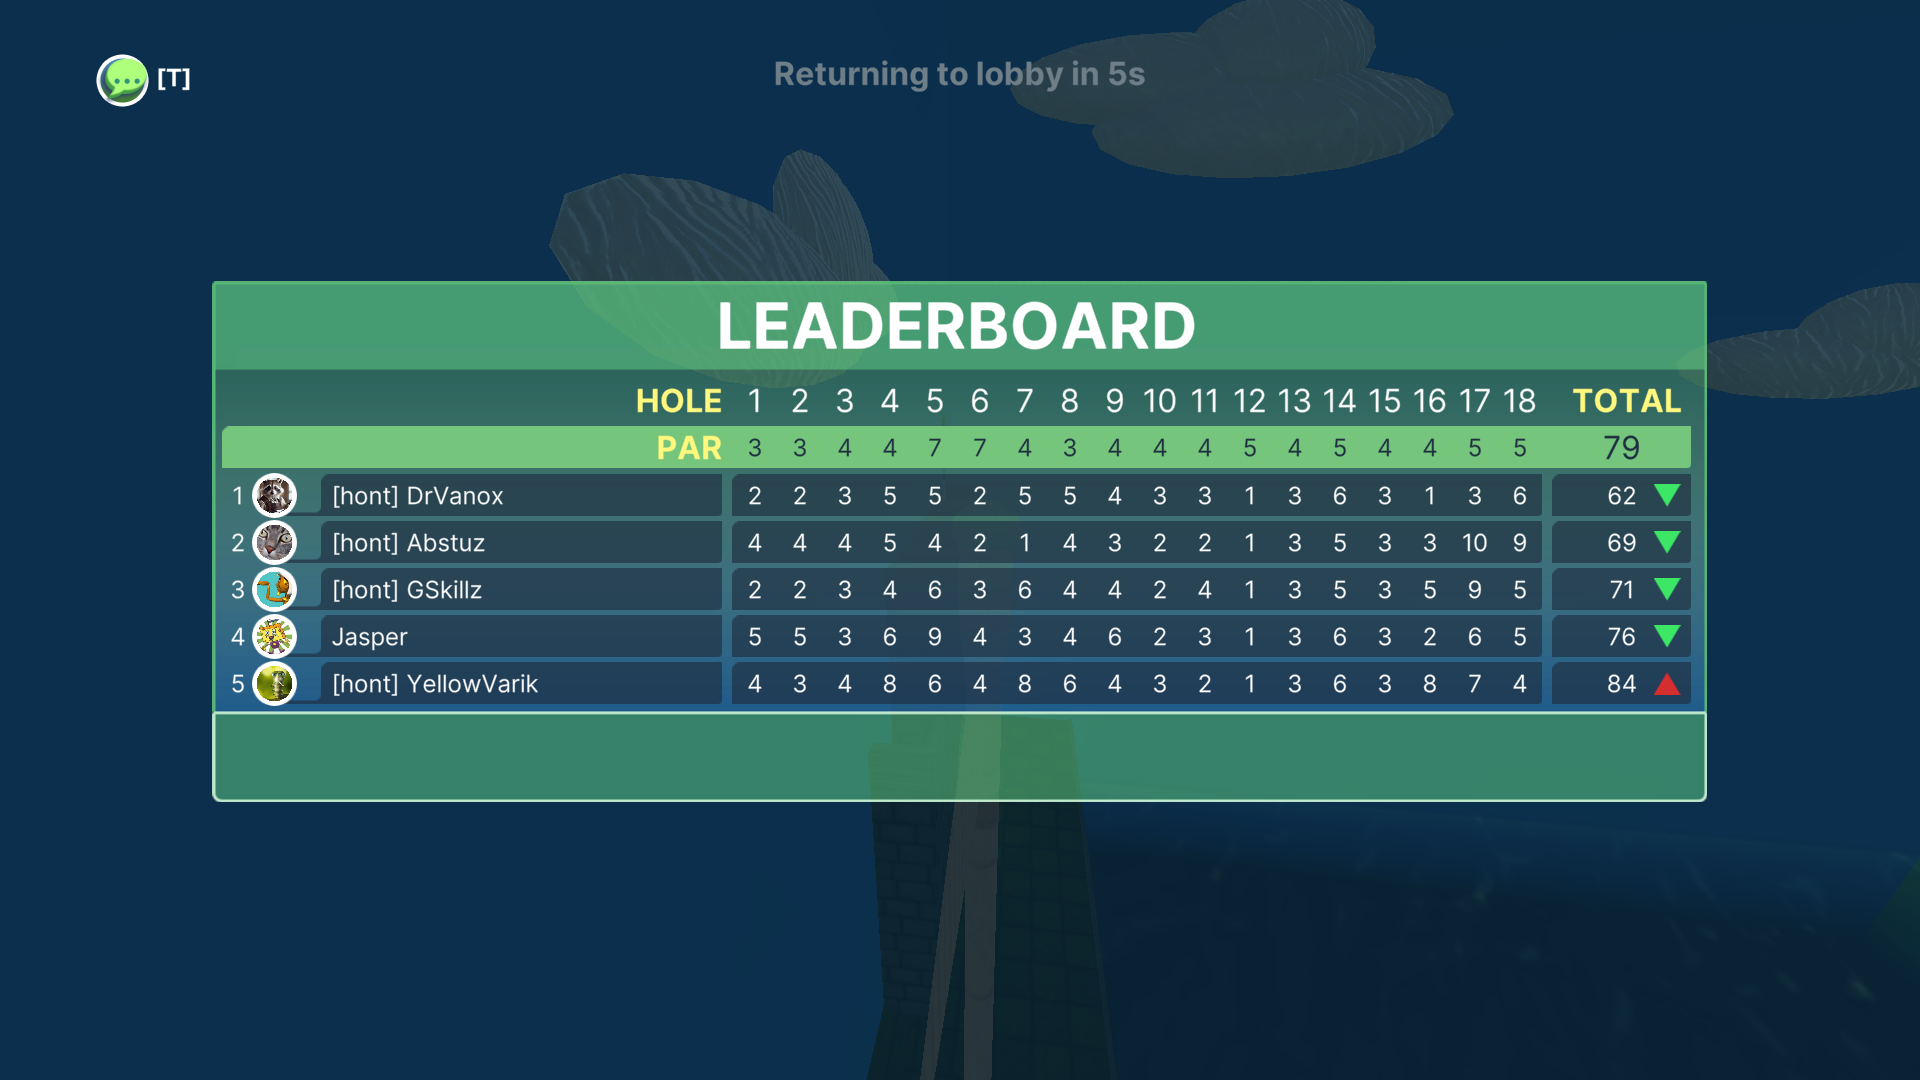 [T]
Returning to lobby in 5s
LEADERBOARD
HOLE 1 2 3 4 5 6 7 8 9 10 11 12 13 14 15 16 17 18 TOTAL
PAR 3 3 4 4 7 7 4 3 4 4 4 5 4 5 4 4 5 5 79
1 [hont] DrVanox 2 2 3 5 5 2 5 5 4 3 3 1 3 6 3 1 3 6 62
2 [hont] Abstuz 4 4 4 5 4 2 1 4 3 2 2 1 3 5 3 3 10 9 69
3 [hont] GSkillz 2 2 3 4 6 3 6 4 4 2 4 1 3 5 3 5 9 5 71
4 Jasper 5 5 3 6 9 4 3 4 6 2 3 1 3 6 3 2 6 5 76
5 [hont] YellowVarik 4 3 4 8 6 4 8 6 4 3 2 1 3 6 3 8 7 4 84